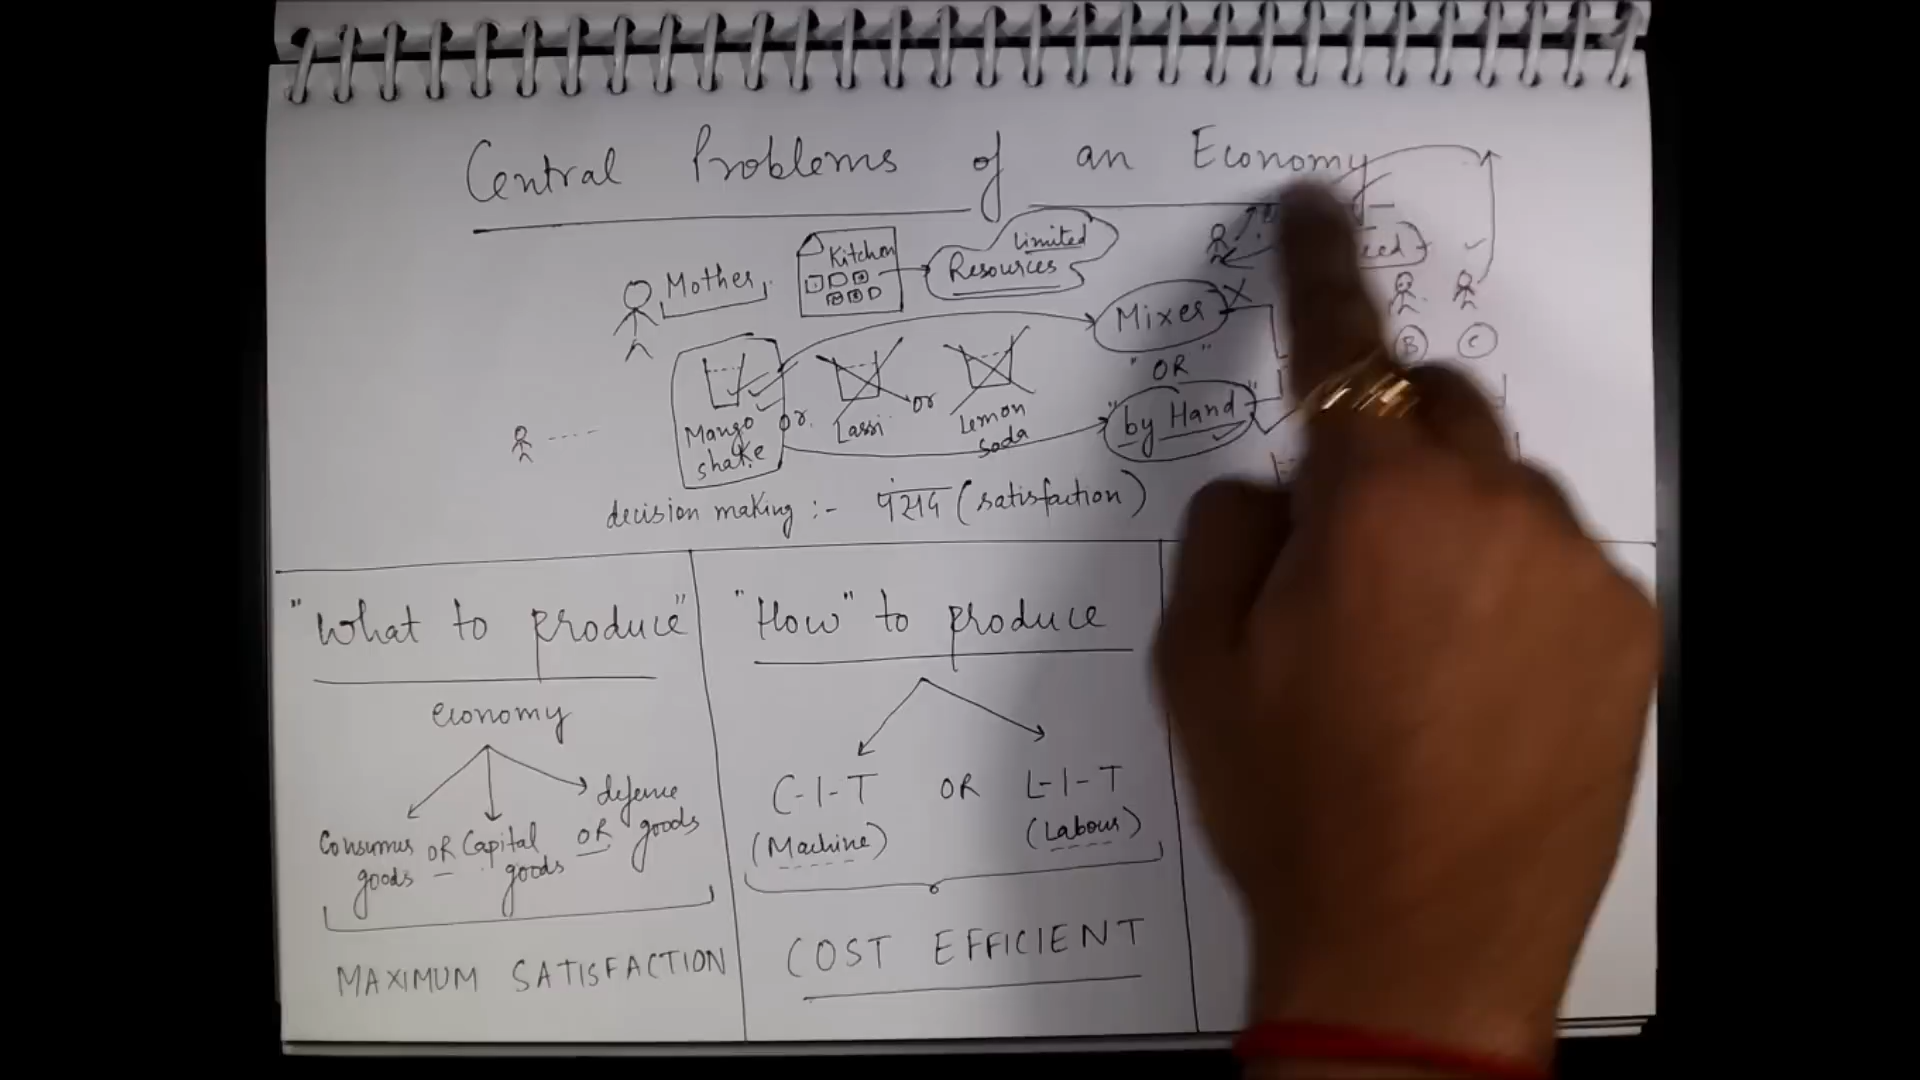 Central Problems of an Economy
Mother
Kitchen
Limited
Resources
Mixer
" OR "
"by Hand"
B
C
Mango
shake
or
Lassi
or
Lemon
soda
decision making :- पसंद (satisfaction)
"What to produce"
economy
Consumer
goods
OR
Capital
goods
OR
defence
goods
MAXIMUM SATISFACTION
"How" to produce
C-I-T OR L-I-T
(Machine)
(Labour)
COST EFFICIENT